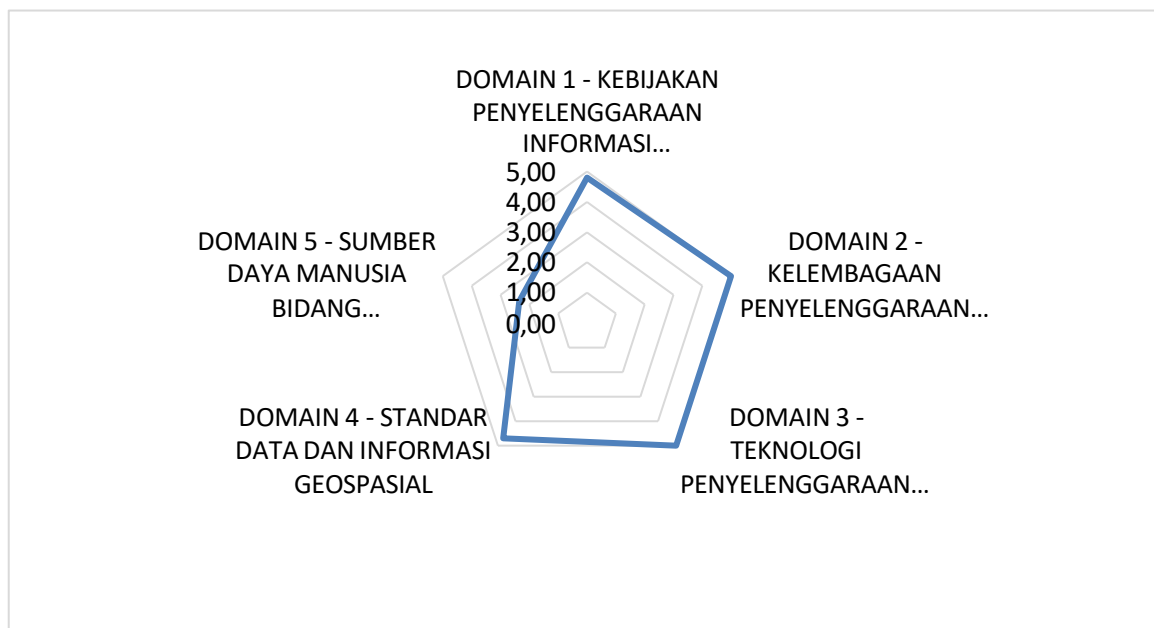 DOMAIN 1 - KEBIJAKAN
PENYELENGGARAAN
INFORMASI...
5,00
4,00
3,00
2,00
1,00
0,00
DOMAIN 2 -
KELEMBAGAAN
PENYELENGGARAAN...
DOMAIN 3 -
TEKNOLOGI
PENYELENGGARAAN...
DOMAIN 4 - STANDAR
DATA DAN INFORMASI
GEOSPASIAL
DOMAIN 5 - SUMBER
DAYA MANUSIA
BIDANG...